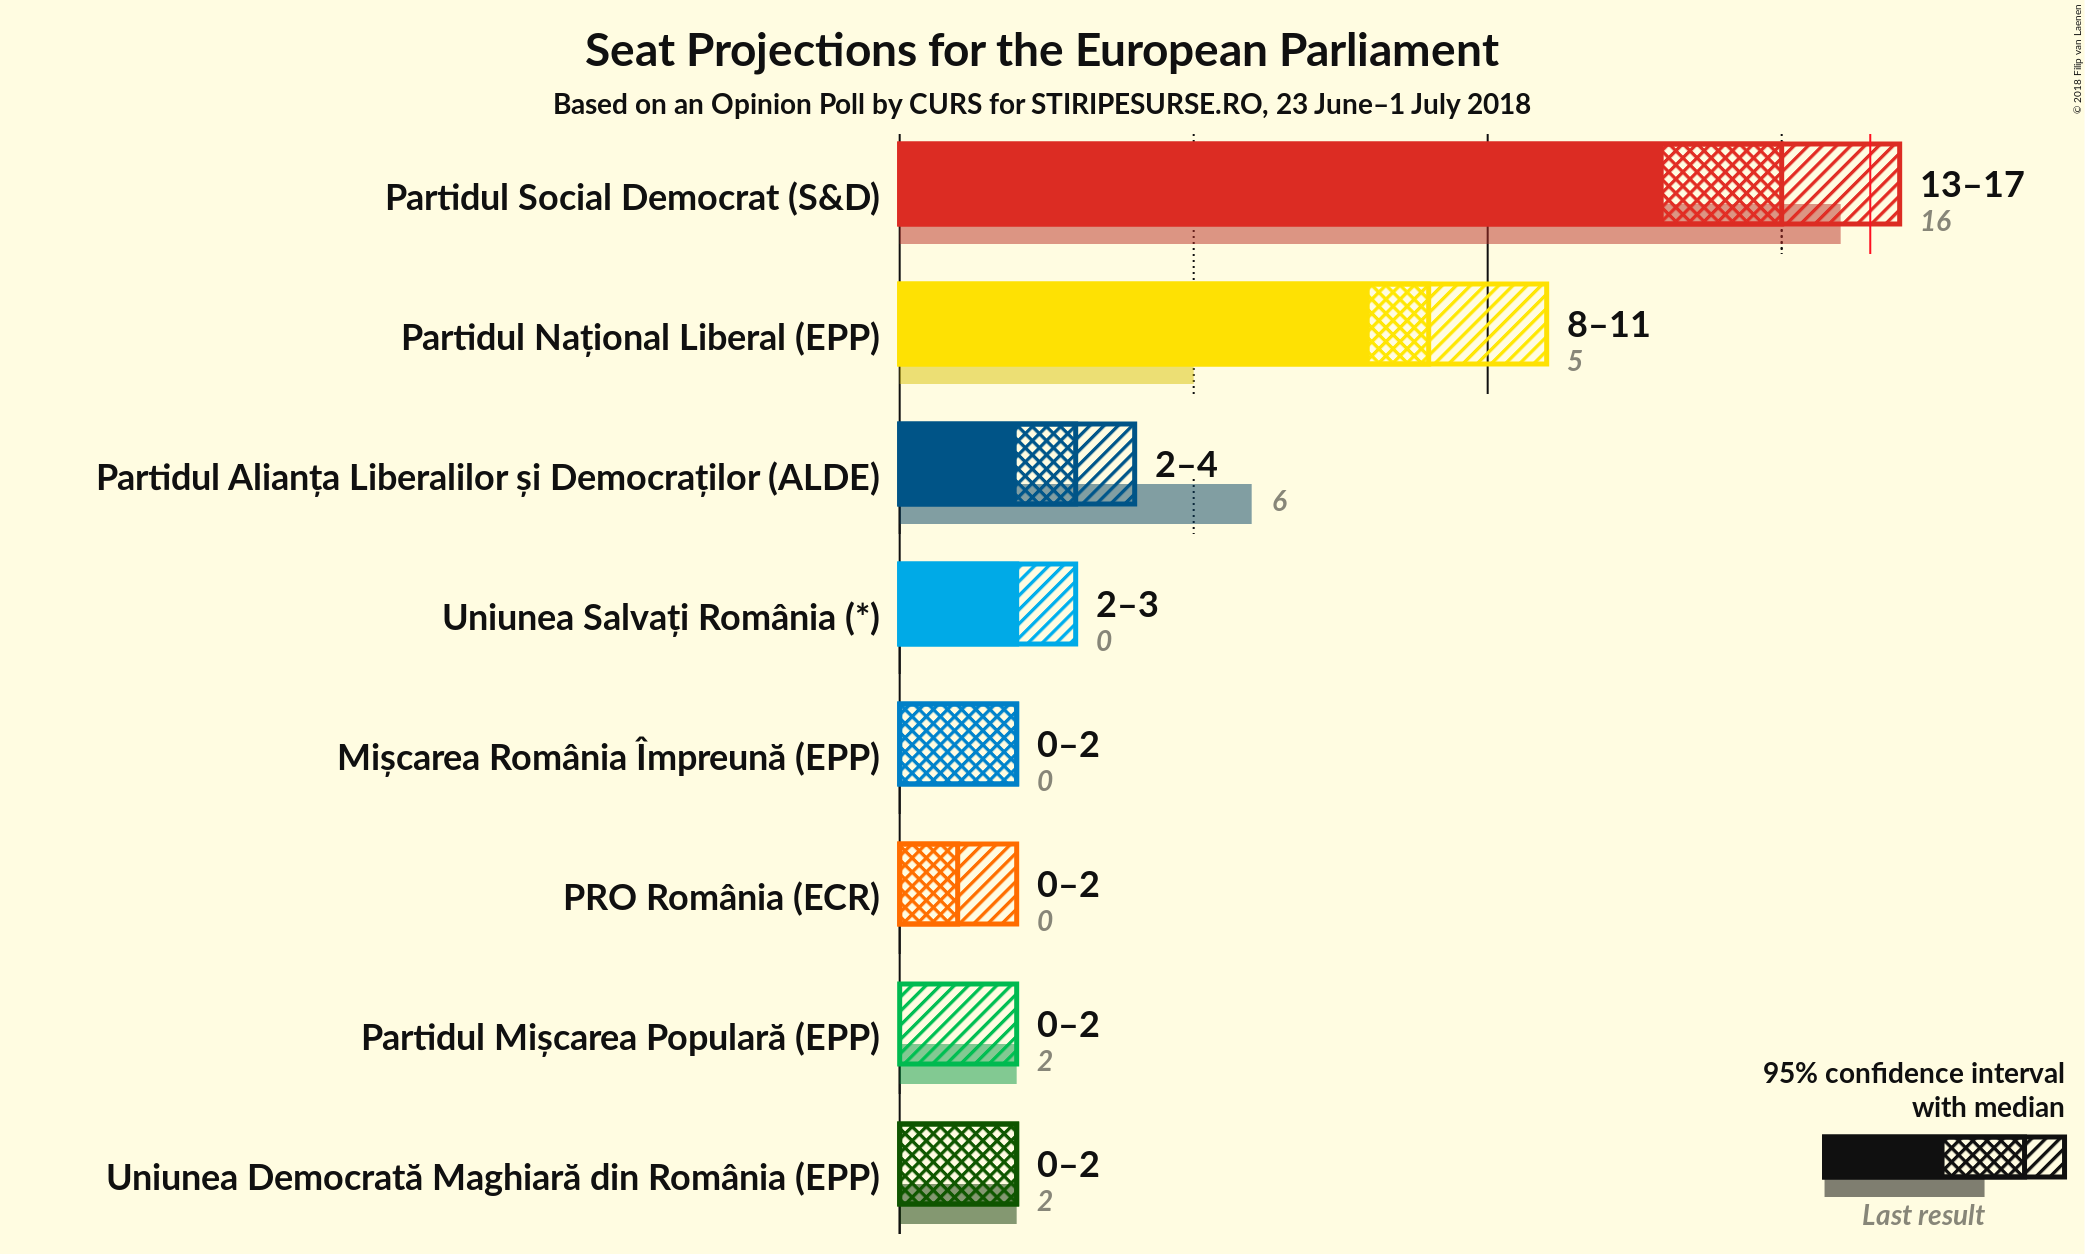 Seat Projections for the European Parliament
Based on an Opinion Poll by CURS for STIRIPESURSE.RO, 23 June–1 July 2018
© 2018 Filip van Laenen
Partidul Social Democrat (S&D)
13–17
16
Partidul Național Liberal (EPP)
8–11
5
Partidul Alianța Liberalilor și Democraților (ALDE)
2–4
6
Uniunea Salvați România (*)
2–3
0
Mișcarea România Împreună (EPP)
0–2
0
PRO România (ECR)
0–2
0
Partidul Mișcarea Populară (EPP)
0–2
2
Uniunea Democrată Maghiară din România (EPP)
0–2
2
95% confidence interval
with median
Last result